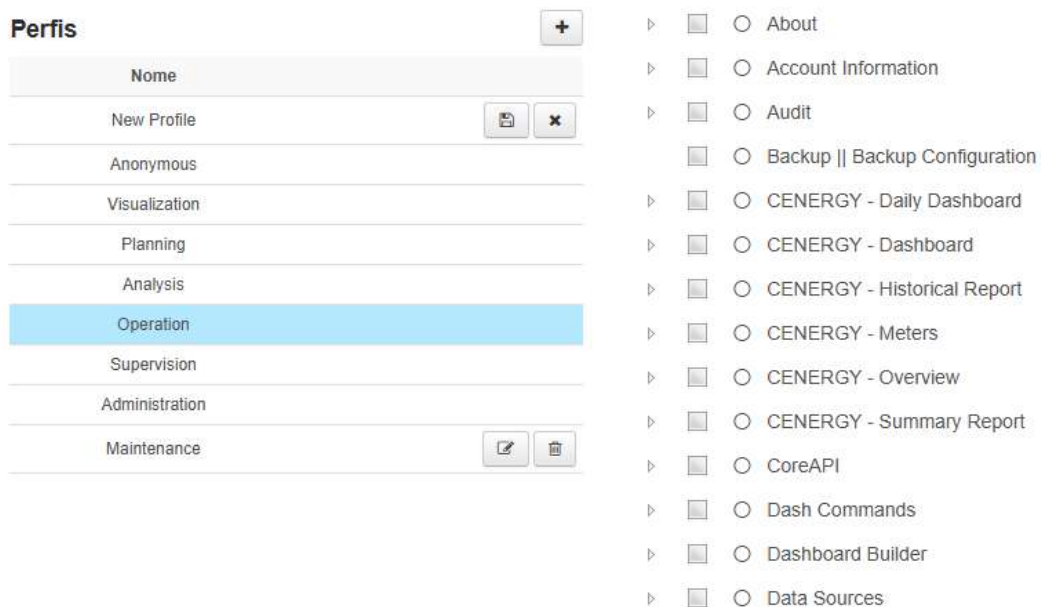 Perfis
Nome
New Profile
Anonymous
Visualization
Planning
Analysis
Operation
Supervision
Administration
Maintenance
About
Account Information
Audit
Backup || Backup Configuration
CENERGY - Daily Dashboard
CENERGY - Dashboard
CENERGY - Historical Report
CENERGY - Meters
CENERGY - Overview
CENERGY - Summary Report
CoreAPI
Dash Commands
Dashboard Builder
Data Sources